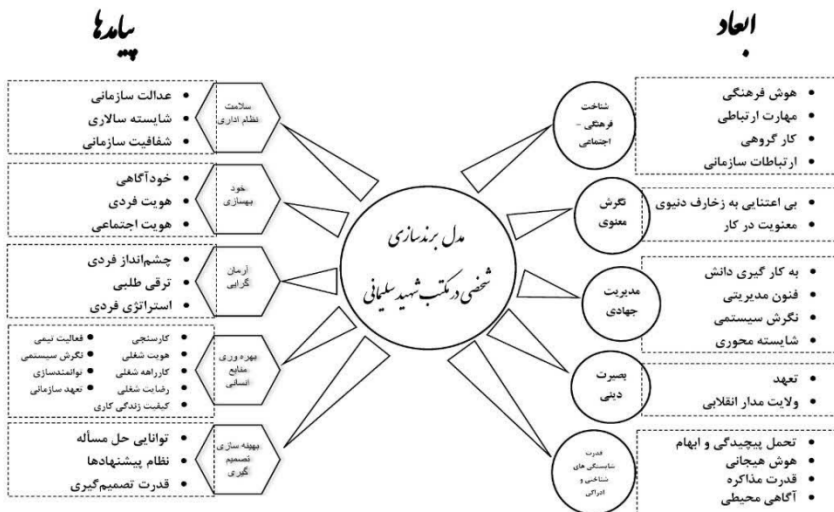 ابعاد
شناخت
فرهنگی –
اجتماعی
• هوش فرهنگی
• مهارت ارتباطی
• کار گروهی
• ارتباطات سازمانی
نگرش
معنوی
• بی اعتنایی به زخارف دنیوی
• معنویت در کار
مدیریت
جهادی
• به کار گیری دانش
• فنون مدیریتی
• نگرش سیستمی
• شایسته محوری
بصیرت
دینی
• تعهد
• ولایت مدار انقلابی
قدرت
شایستگی های
شناختی و
ادراکی
• تحمل پیچیدگی و ابهام
• هوش هیجانی
• قدرت مذاکره
• آگاهی محیطی
مدل برندسازی
شخصی در مکتب شهید سلیمانی
پیامدها
سلامت
نظام اداری
• عدالت سازمانی
• شایسته سالاری
• شفافیت سازمانی
خود
بهسازی
• خودآگاهی
• هویت فردی
• هویت اجتماعی
آرمان
گرایی
• چشم‌انداز فردی
• ترقی طلبی
• استراتژی فردی
بهره وری
منابع
انسانی
کارسنجی • فعالیت تیمی
هویت شغلی • نگرش سیستمی
کارراهه شغلی • توانمندسازی
رضایت شغلی • تعهد سازمانی
کیفیت زندگی کاری
بهینه سازی
تصمیم
گیری
• توانایی حل مسأله
• نظام پیشنهادها
• قدرت تصمیم‌گیری